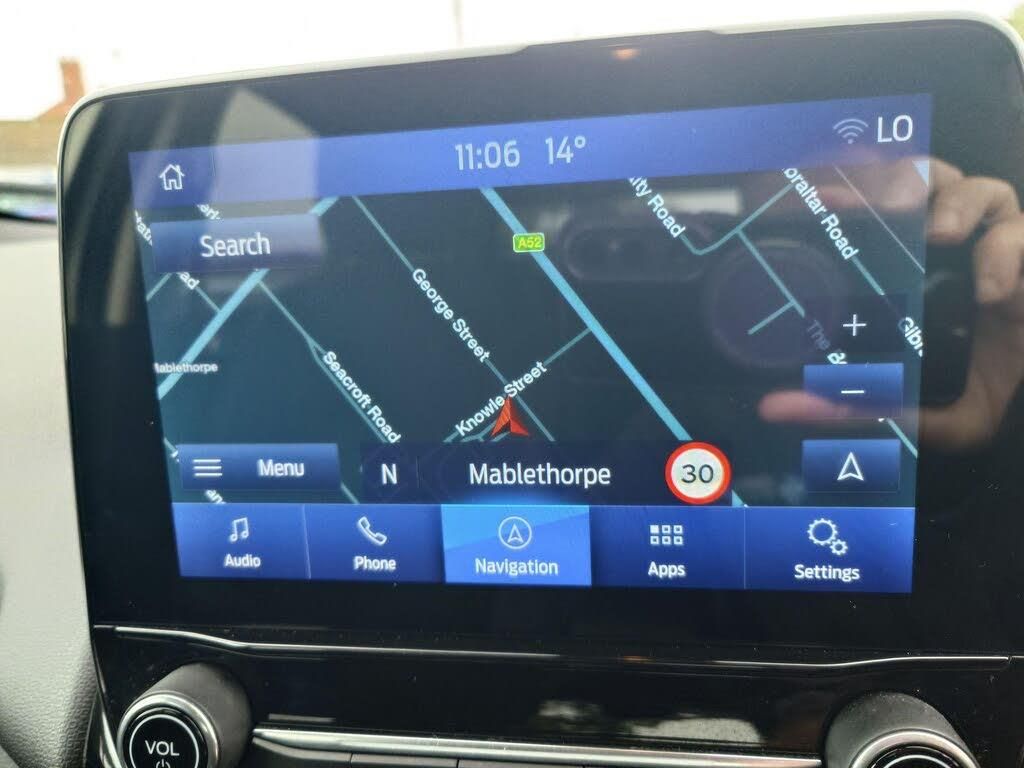 11:06 14° LO
Search
A52
George Street
Gibraltar Road
Mablethorpe
Seacroft Road
Knowle Street
+
−
Menu
N
Mablethorpe
30
Audio
Phone
Navigation
Apps
Settings
VOL